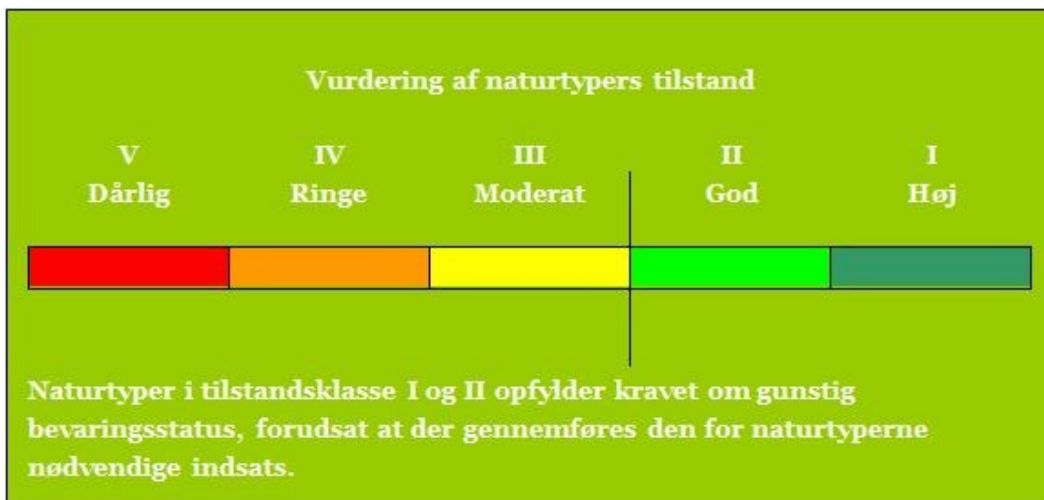 Vurdering af naturtypers tilstand
V IV III II I
Dårlig Ringe Moderat God Høj
Naturtyper i tilstandsklasse I og II opfylder kravet om gunstig
bevaringsstatus, forudsat at der gennemføres den for naturtyperne
nødvendige indsats.